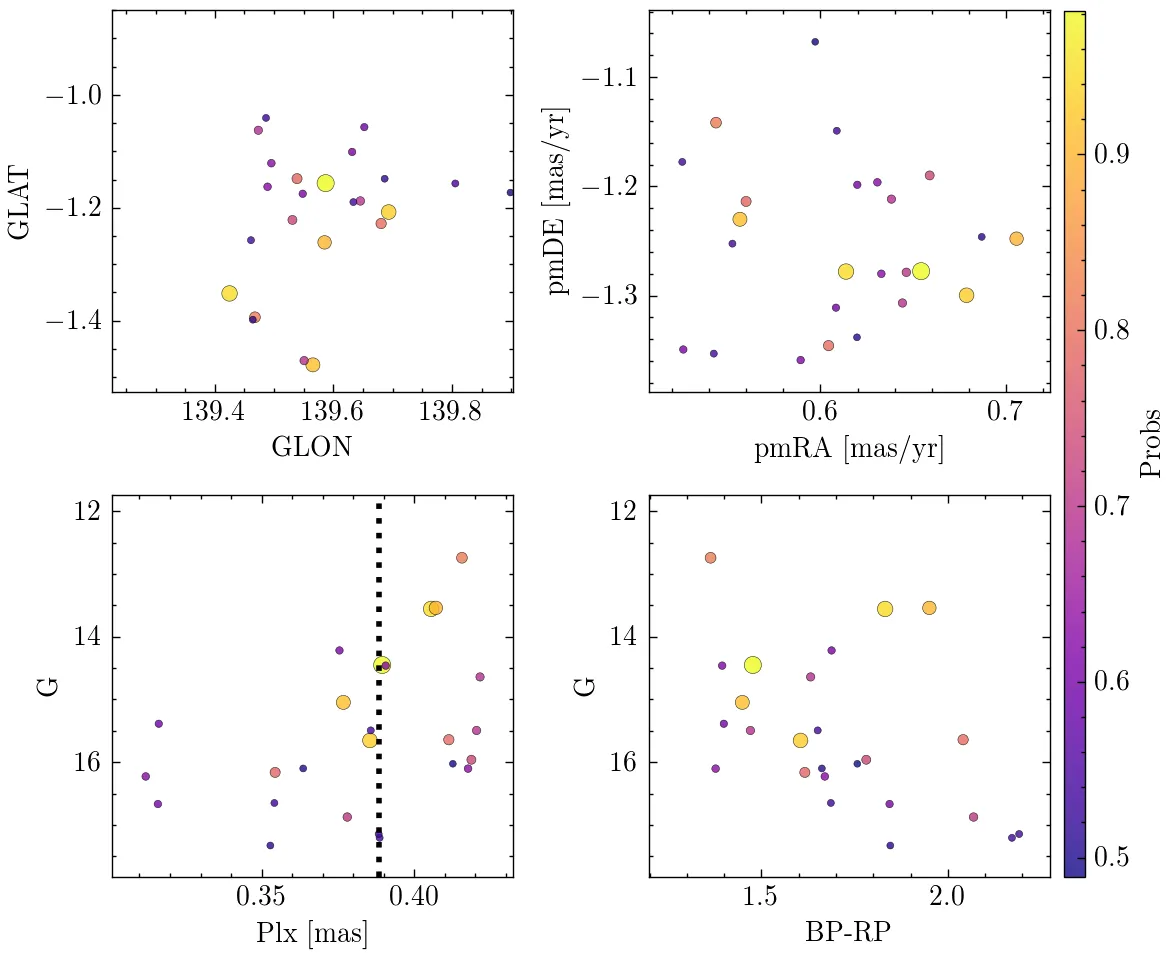 −1.0
−1.2
−1.4
GLAT
139.4 139.6 139.8
GLON
−1.1
−1.2
−1.3
pmDE [mas/yr]
0.6 0.7
pmRA [mas/yr]
0.9
0.8
0.7
0.6
0.5
Probs
12
14
16
G
0.35 0.40
Plx [mas]
12
14
16
G
1.5 2.0
BP-RP